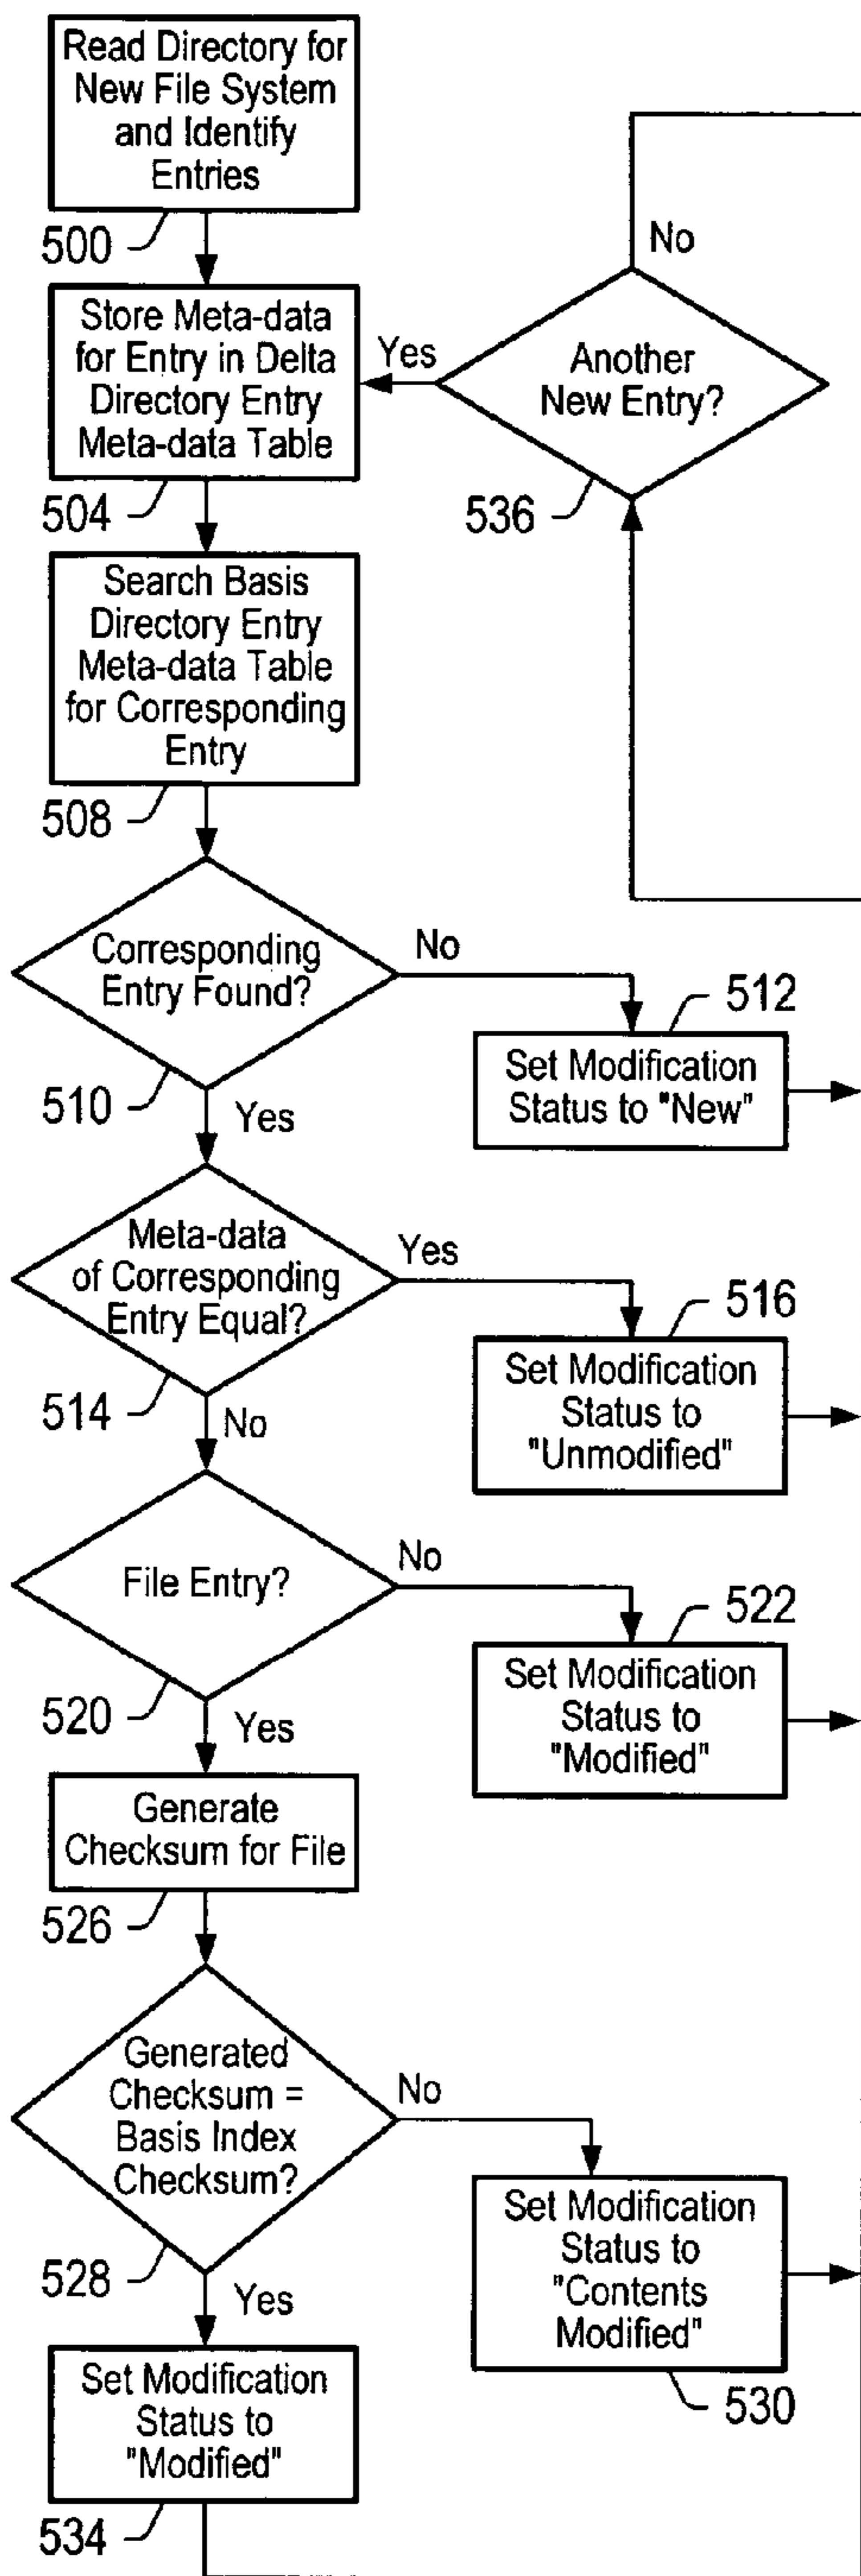 Read Directory for
New File System
and Identify
Entries
500
No
Store Meta-data
for Entry in Delta
Directory Entry
Meta-data Table
504
Yes
Another
New Entry?
536
Search Basis
Directory Entry
Meta-data Table
for Corresponding
Entry
508
Corresponding
Entry Found?
510
No
512
Set Modification
Status to "New"
Yes
Meta-data
of Corresponding
Entry Equal?
514
Yes
516
Set Modification
Status to
"Unmodified"
No
File Entry?
520
No
522
Set Modification
Status to
"Modified"
Yes
Generate
Checksum for File
526
Generated
Checksum =
Basis Index
Checksum?
528
No
Set Modification
Status to
"Contents
Modified"
530
Yes
Set Modification
Status to
"Modified"
534